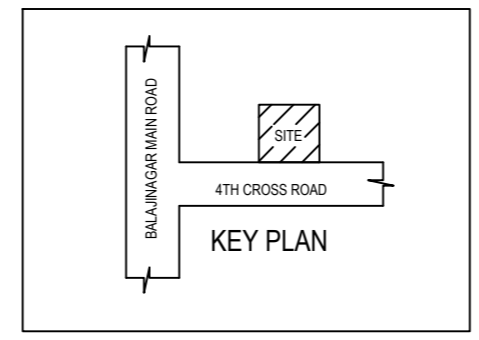 BALAJINAGAR MAIN ROAD
SITE
4TH CROSS ROAD
KEY PLAN